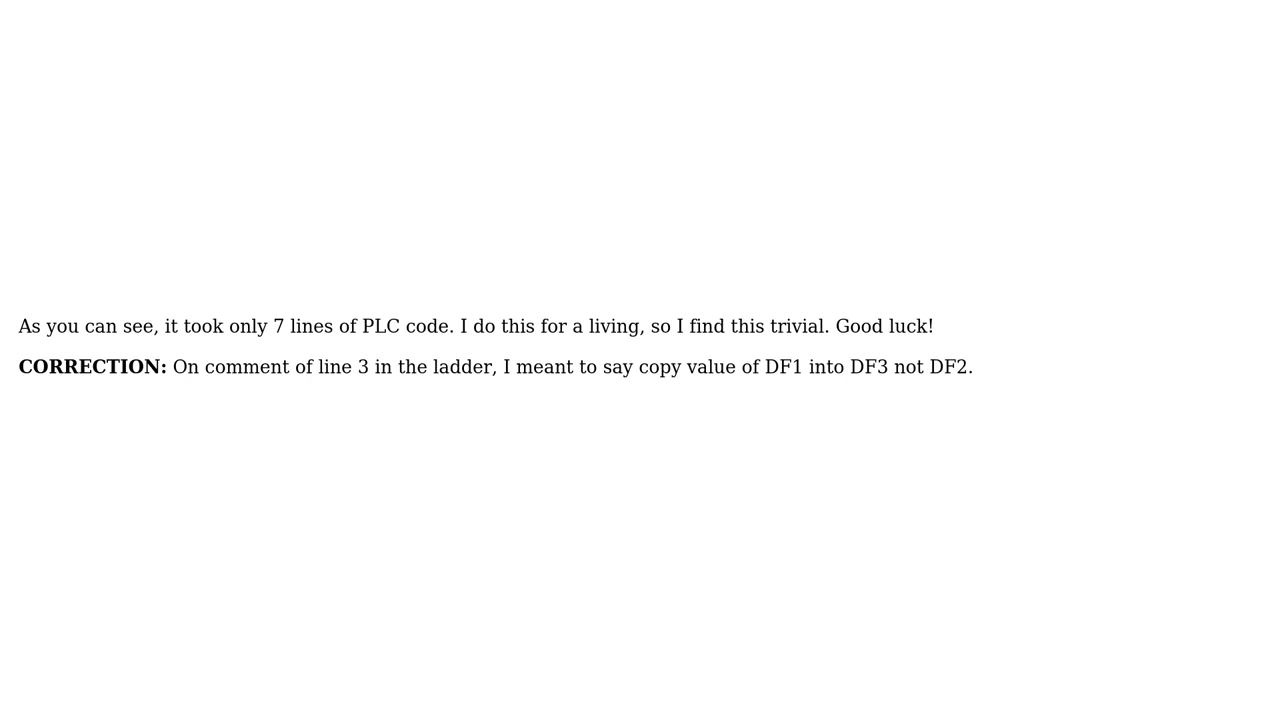 As you can see, it took only 7 lines of PLC code. I do this for a living, so I find this trivial. Good luck!
CORRECTION: On comment of line 3 in the ladder, I meant to say copy value of DF1 into DF3 not DF2.